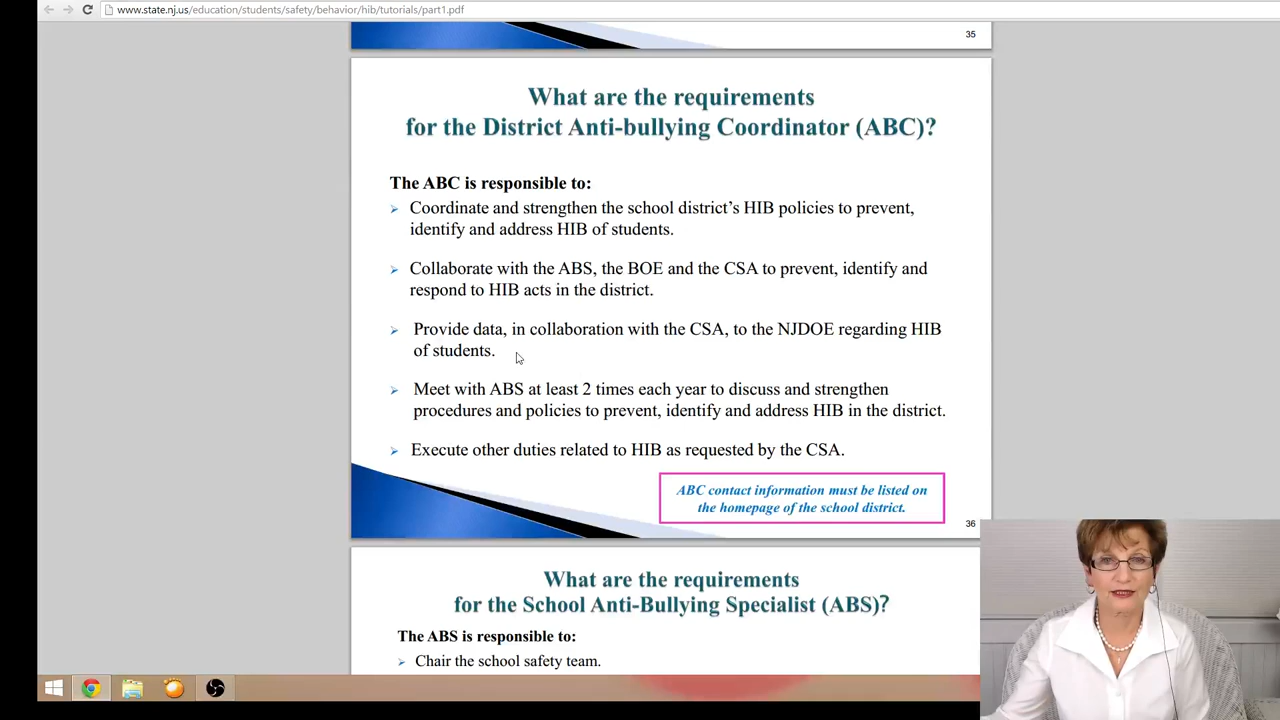 www.state.nj.us/education/students/safety/behavior/hib/tutorials/part1.pdf
35
What are the requirements
for the District Anti-bullying Coordinator (ABC)?
The ABC is responsible to:
➢ Coordinate and strengthen the school district's HIB policies to prevent,
identify and address HIB of students.
➢ Collaborate with the ABS, the BOE and the CSA to prevent, identify and
respond to HIB acts in the district.
➢ Provide data, in collaboration with the CSA, to the NJDOE regarding HIB
of students.
➢ Meet with ABS at least 2 times each year to discuss and strengthen
procedures and policies to prevent, identify and address HIB in the district.
➢ Execute other duties related to HIB as requested by the CSA.
ABC contact information must be listed on
the homepage of the school district.
36
What are the requirements
for the School Anti-Bullying Specialist (ABS)?
The ABS is responsible to:
➢ Chair the school safety team.